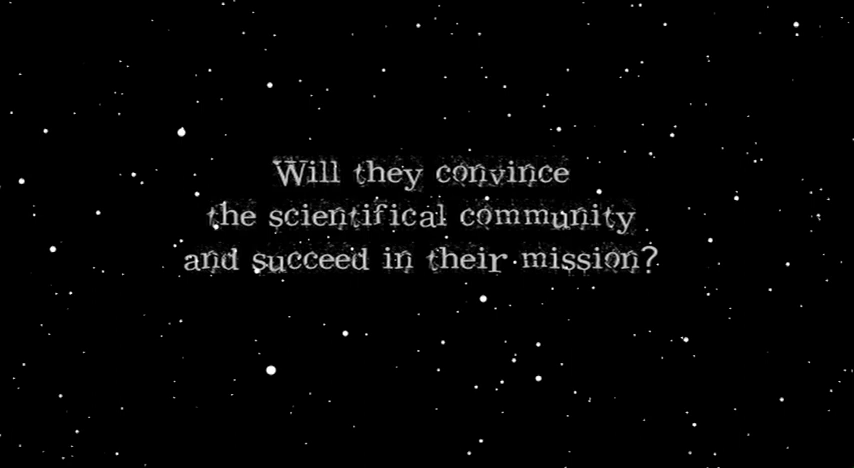 Will they convince
the scientifical community
and succeed in their mission?